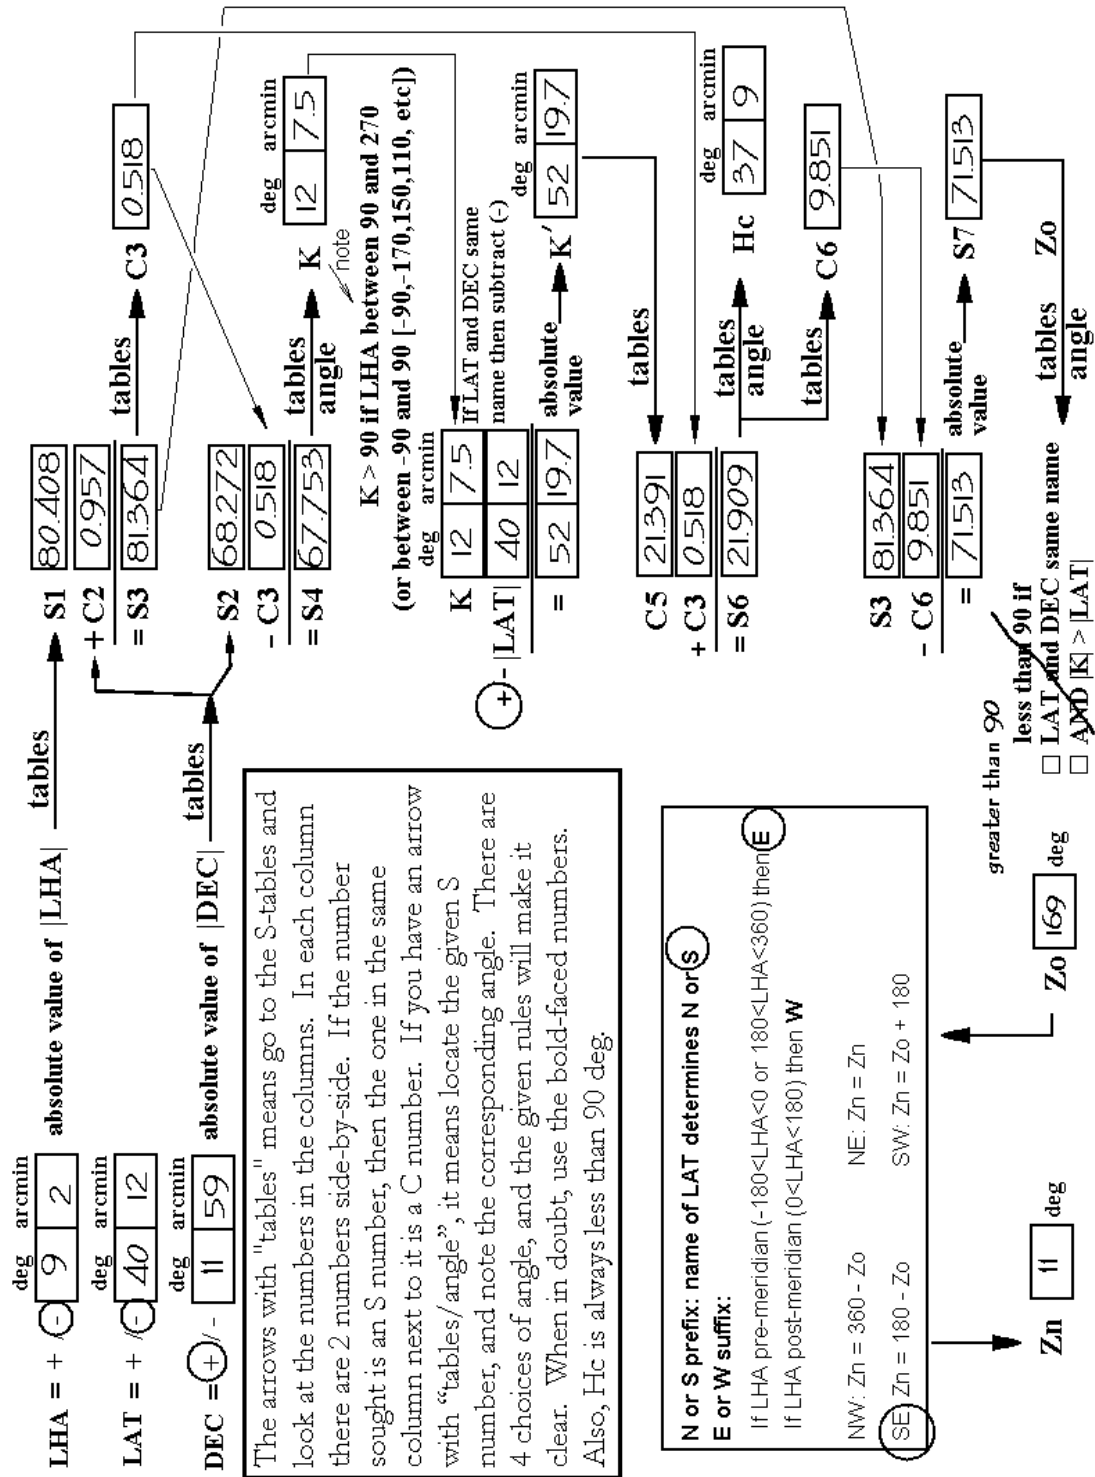 deg arcmin
LHA = + /- 9 2 absolute value of |LHA| tables S1 80.408
+ C2 0.957
= S3 81.364 tables C3 0.518
deg arcmin
LAT = + /- 40 12
deg arcmin
DEC = + /- 11 59 absolute value of |DEC| tables S2 68.272
- C3 0.518
= S4 67.753 tables angle K 12 7.5
deg arcmin
note
The arrows with "tables" means go to the S-tables and
look at the numbers in the columns. In each column
there are 2 numbers side-by-side. If the number
sought is an S number, then the one in the same
column next to it is a C number. If you have an arrow
with “tables/angle”, it means locate the given S
number, and note the corresponding angle. There are
4 choices of angle, and the given rules will make it
clear. When in doubt, use the bold-faced numbers.
Also, Hc is always less than 90 deg.
K > 90 if LHA between 90 and 270
(or between -90 and 90 [-90,-170,150,110, etc])
deg arcmin
K 12 7.5
+ - |LAT| 40 12
= 52 19.7
If LAT and DEC same
name then subtract (-)
absolute
value
K' 52 19.7
deg arcmin
tables
C5 21.391
+ C3 0.518
= S6 21.909
tables
angle
Hc 37 9
deg arcmin
tables
C6 9.851
S3 81.364
- C6 9.851
= 71.513
absolute
value
S7 71.513
tables
angle
Zo
greater than 90
less than 90 if
□ LAT and DEC same name
□ AND |K| > |LAT|
Zo 169 deg
N or S prefix: name of LAT determines N or S
E or W suffix:
If LHA pre-meridian (-180<LHA<0 or 180<LHA<360) then E
If LHA post-meridian (0<LHA<180) then W
NW: Zn = 360 - Zo NE: Zn = Zn
SE: Zn = 180 - Zo SW: Zn = Zo + 180
Zn 11 deg